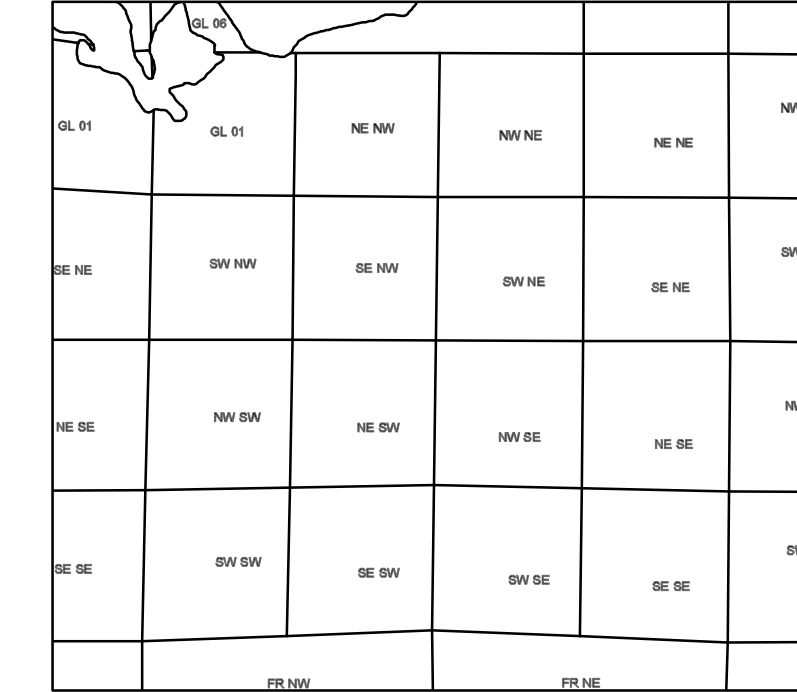 GL 06
GL 01
GL 01
NE NW
NW NE
NE NE
NW
SE NE
SW NW
SE NW
SW NE
SE NE
SW
NE SE
NW SW
NE SW
NW SE
NE SE
SE SE
SW SW
SE SW
SW SE
SE SE
FR NW
FR NE